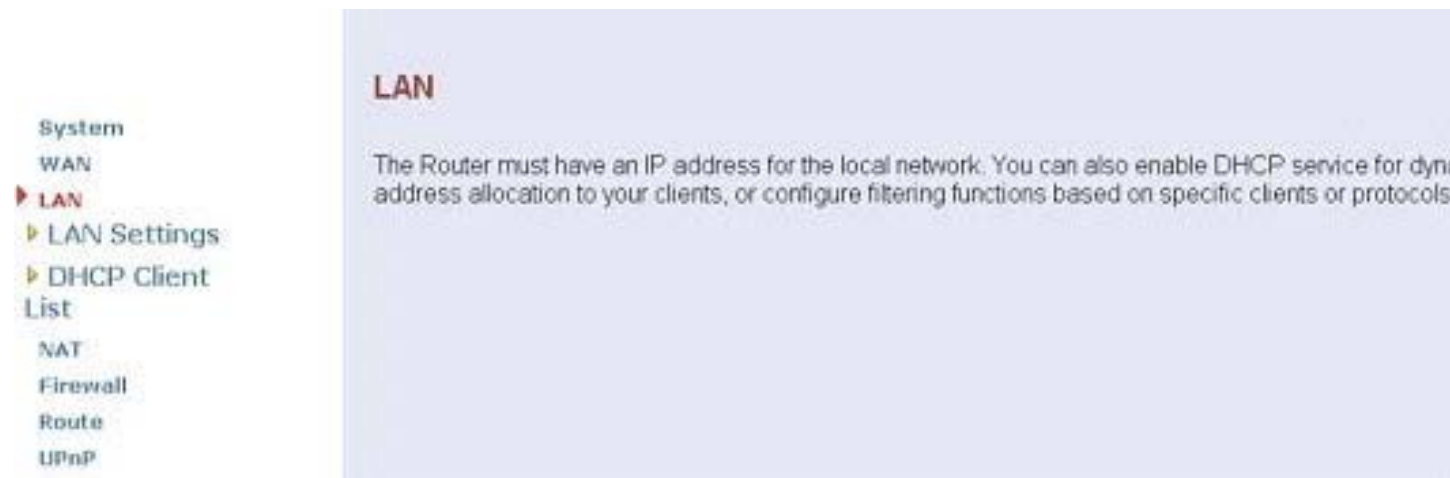 System
WAN
LAN
LAN Settings
DHCP Client
List
NAT
Firewall
Route
UPnP
LAN
The Router must have an IP address for the local network. You can also enable DHCP service for dyn
address allocation to your clients, or configure filtering functions based on specific clients or protocols